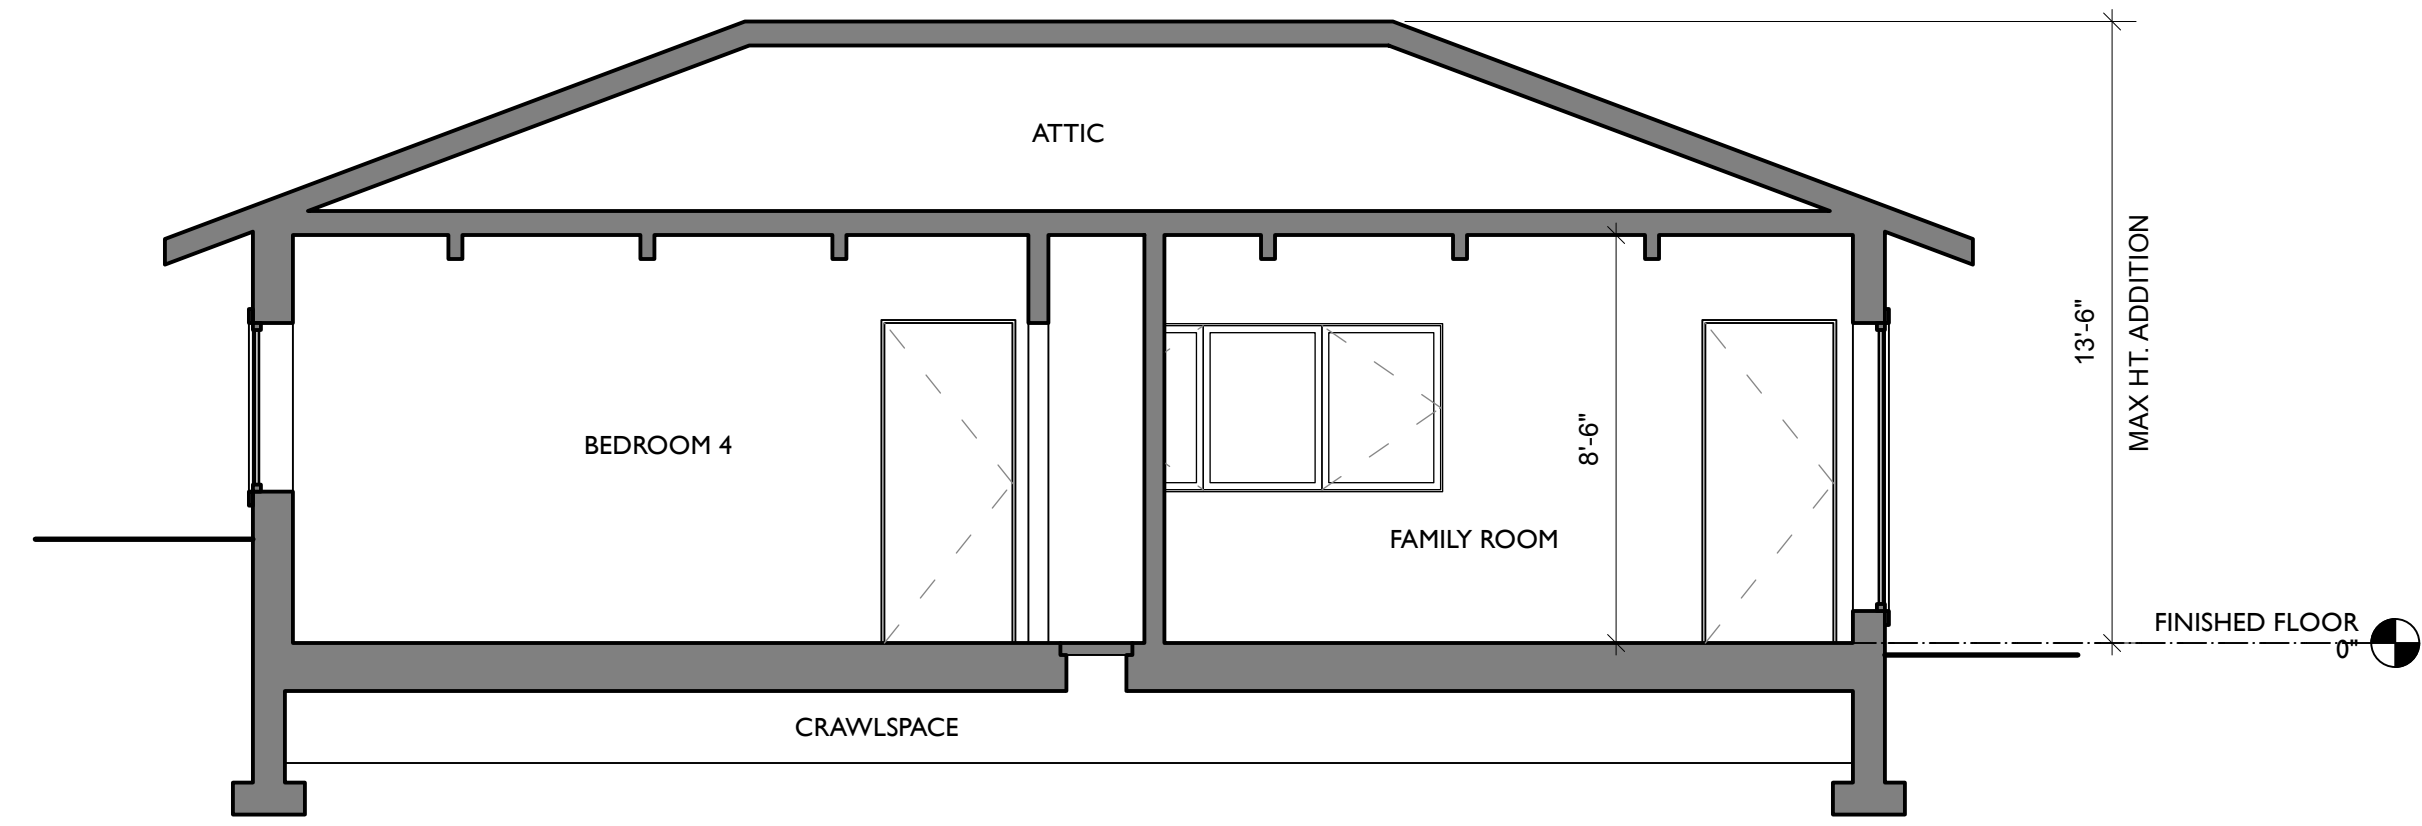 ATTIC
BEDROOM 4
8'-6"
13'-6"
MAX HT. ADDITION
FAMILY ROOM
FINISHED FLOOR
0"
CRAWLSPACE